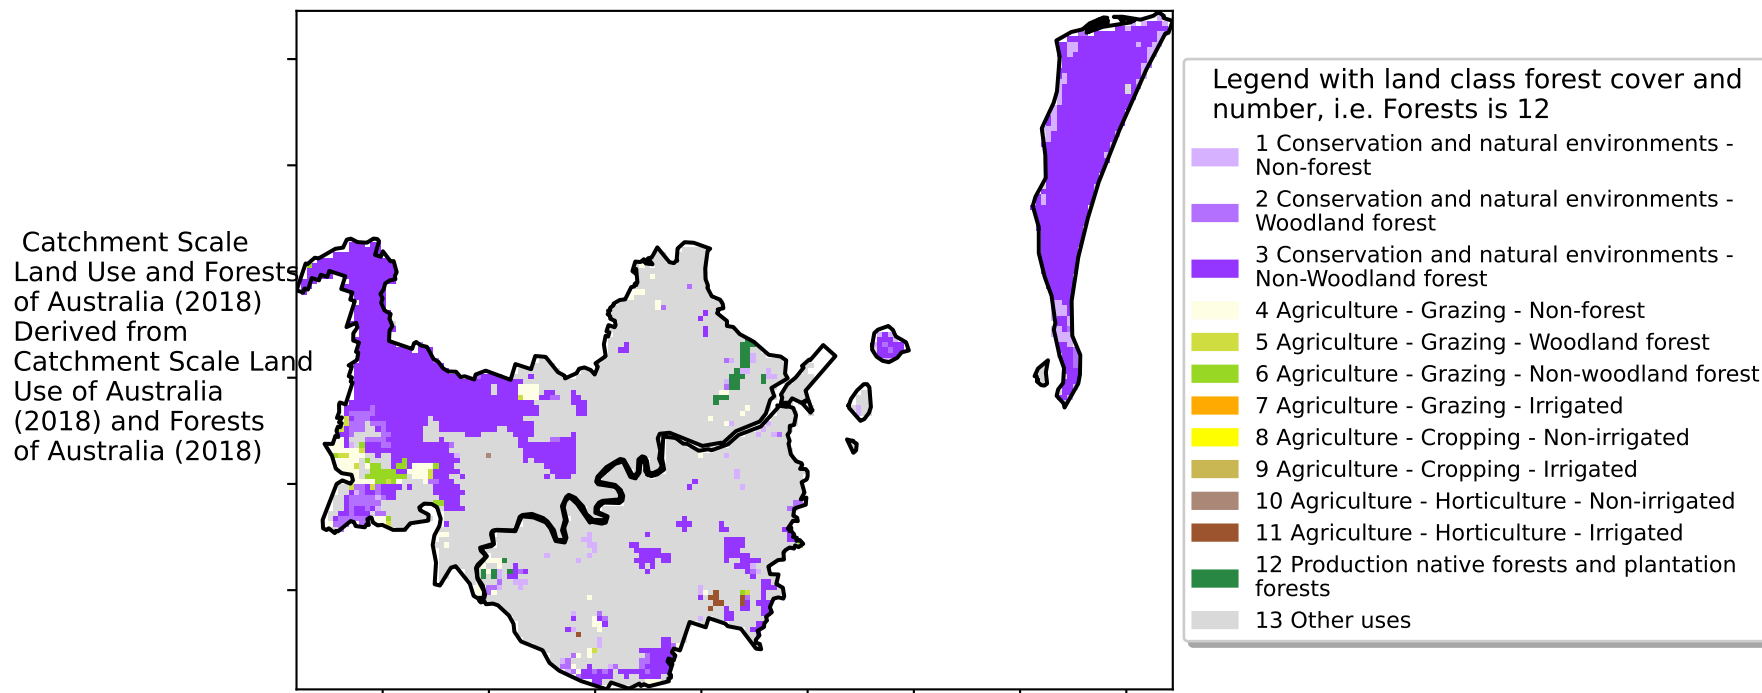 Catchment Scale
Land Use and Forests
of Australia (2018)
Derived from
Catchment Scale Land
Use of Australia
(2018) and Forests
of Australia (2018)
Legend with land class forest cover and
number, i.e. Forests is 12
1 Conservation and natural environments -
Non-forest
2 Conservation and natural environments -
Woodland forest
3 Conservation and natural environments -
Non-Woodland forest
4 Agriculture - Grazing - Non-forest
5 Agriculture - Grazing - Woodland forest
6 Agriculture - Grazing - Non-woodland forest
7 Agriculture - Grazing - Irrigated
8 Agriculture - Cropping - Non-irrigated
9 Agriculture - Cropping - Irrigated
10 Agriculture - Horticulture - Non-irrigated
11 Agriculture - Horticulture - Irrigated
12 Production native forests and plantation
forests
13 Other uses